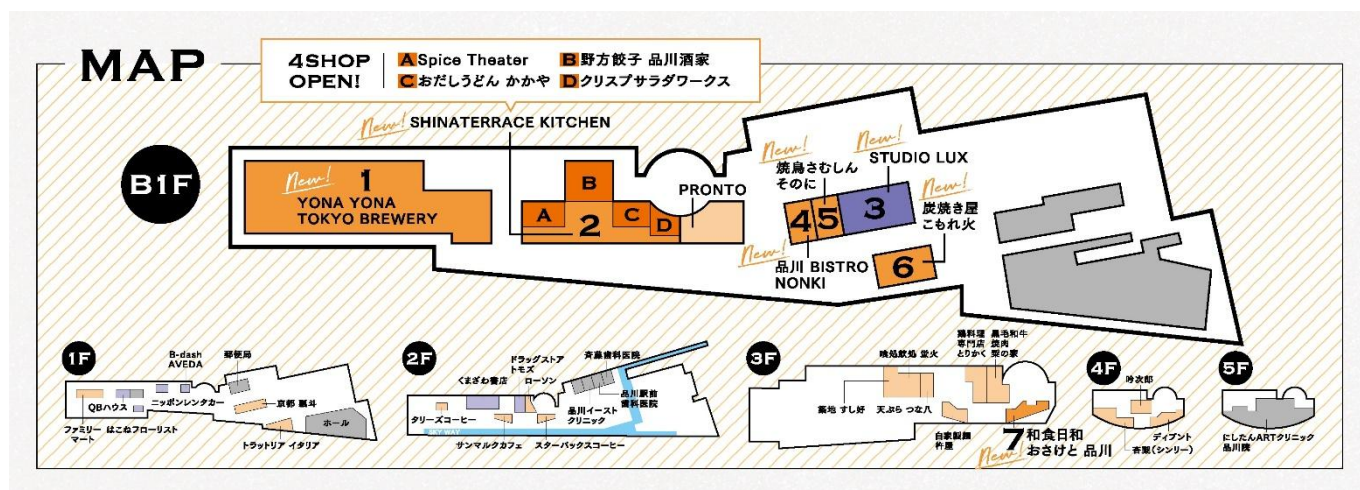 MAP
4SHOP
OPEN!
A Spice Theater
B 野方餃子 品川酒家
C おだしうどん かかや
D クリスプサラダワークス
New! SHINATERRACE KITCHEN
B1F
New!
1
YONA YONA
TOKYO BREWERY
A
B
2
C
D
PRONTO
New!
焼鳥さむしん
そのに
New!
STUDIO LUX
4
5
3
New!
炭焼き屋
こもれ火
New!
品川 BISTRO
NONKI
6
1F
B-dash
AVEDA
郵便局
QBハウス
ニッポンレンタカー
京都 瓢斗
ファミリー
マート
はこねフローリスト
トラットリア イタリア
ホール
2F
ドラッグストア
トモズ
斉藤歯科医院
くまざわ書店
ローソン
品川駅前
歯科医院
タリーズコーヒー
品川イースト
クリニック
SKY WAY
サンマルクカフェ
スターバックスコーヒー
3F
喰処飲処 蛍火
鶏料理
専門店
とりかく
黒毛和牛
焼肉
築地 すし好
天ぷら つな八
自家製麺
杵屋
7
和食日和
おさけと 品川
New!
4F
吟次郎
ディプント
杏梨(シンリー)
5F
にしたんARTクリニック
品川院